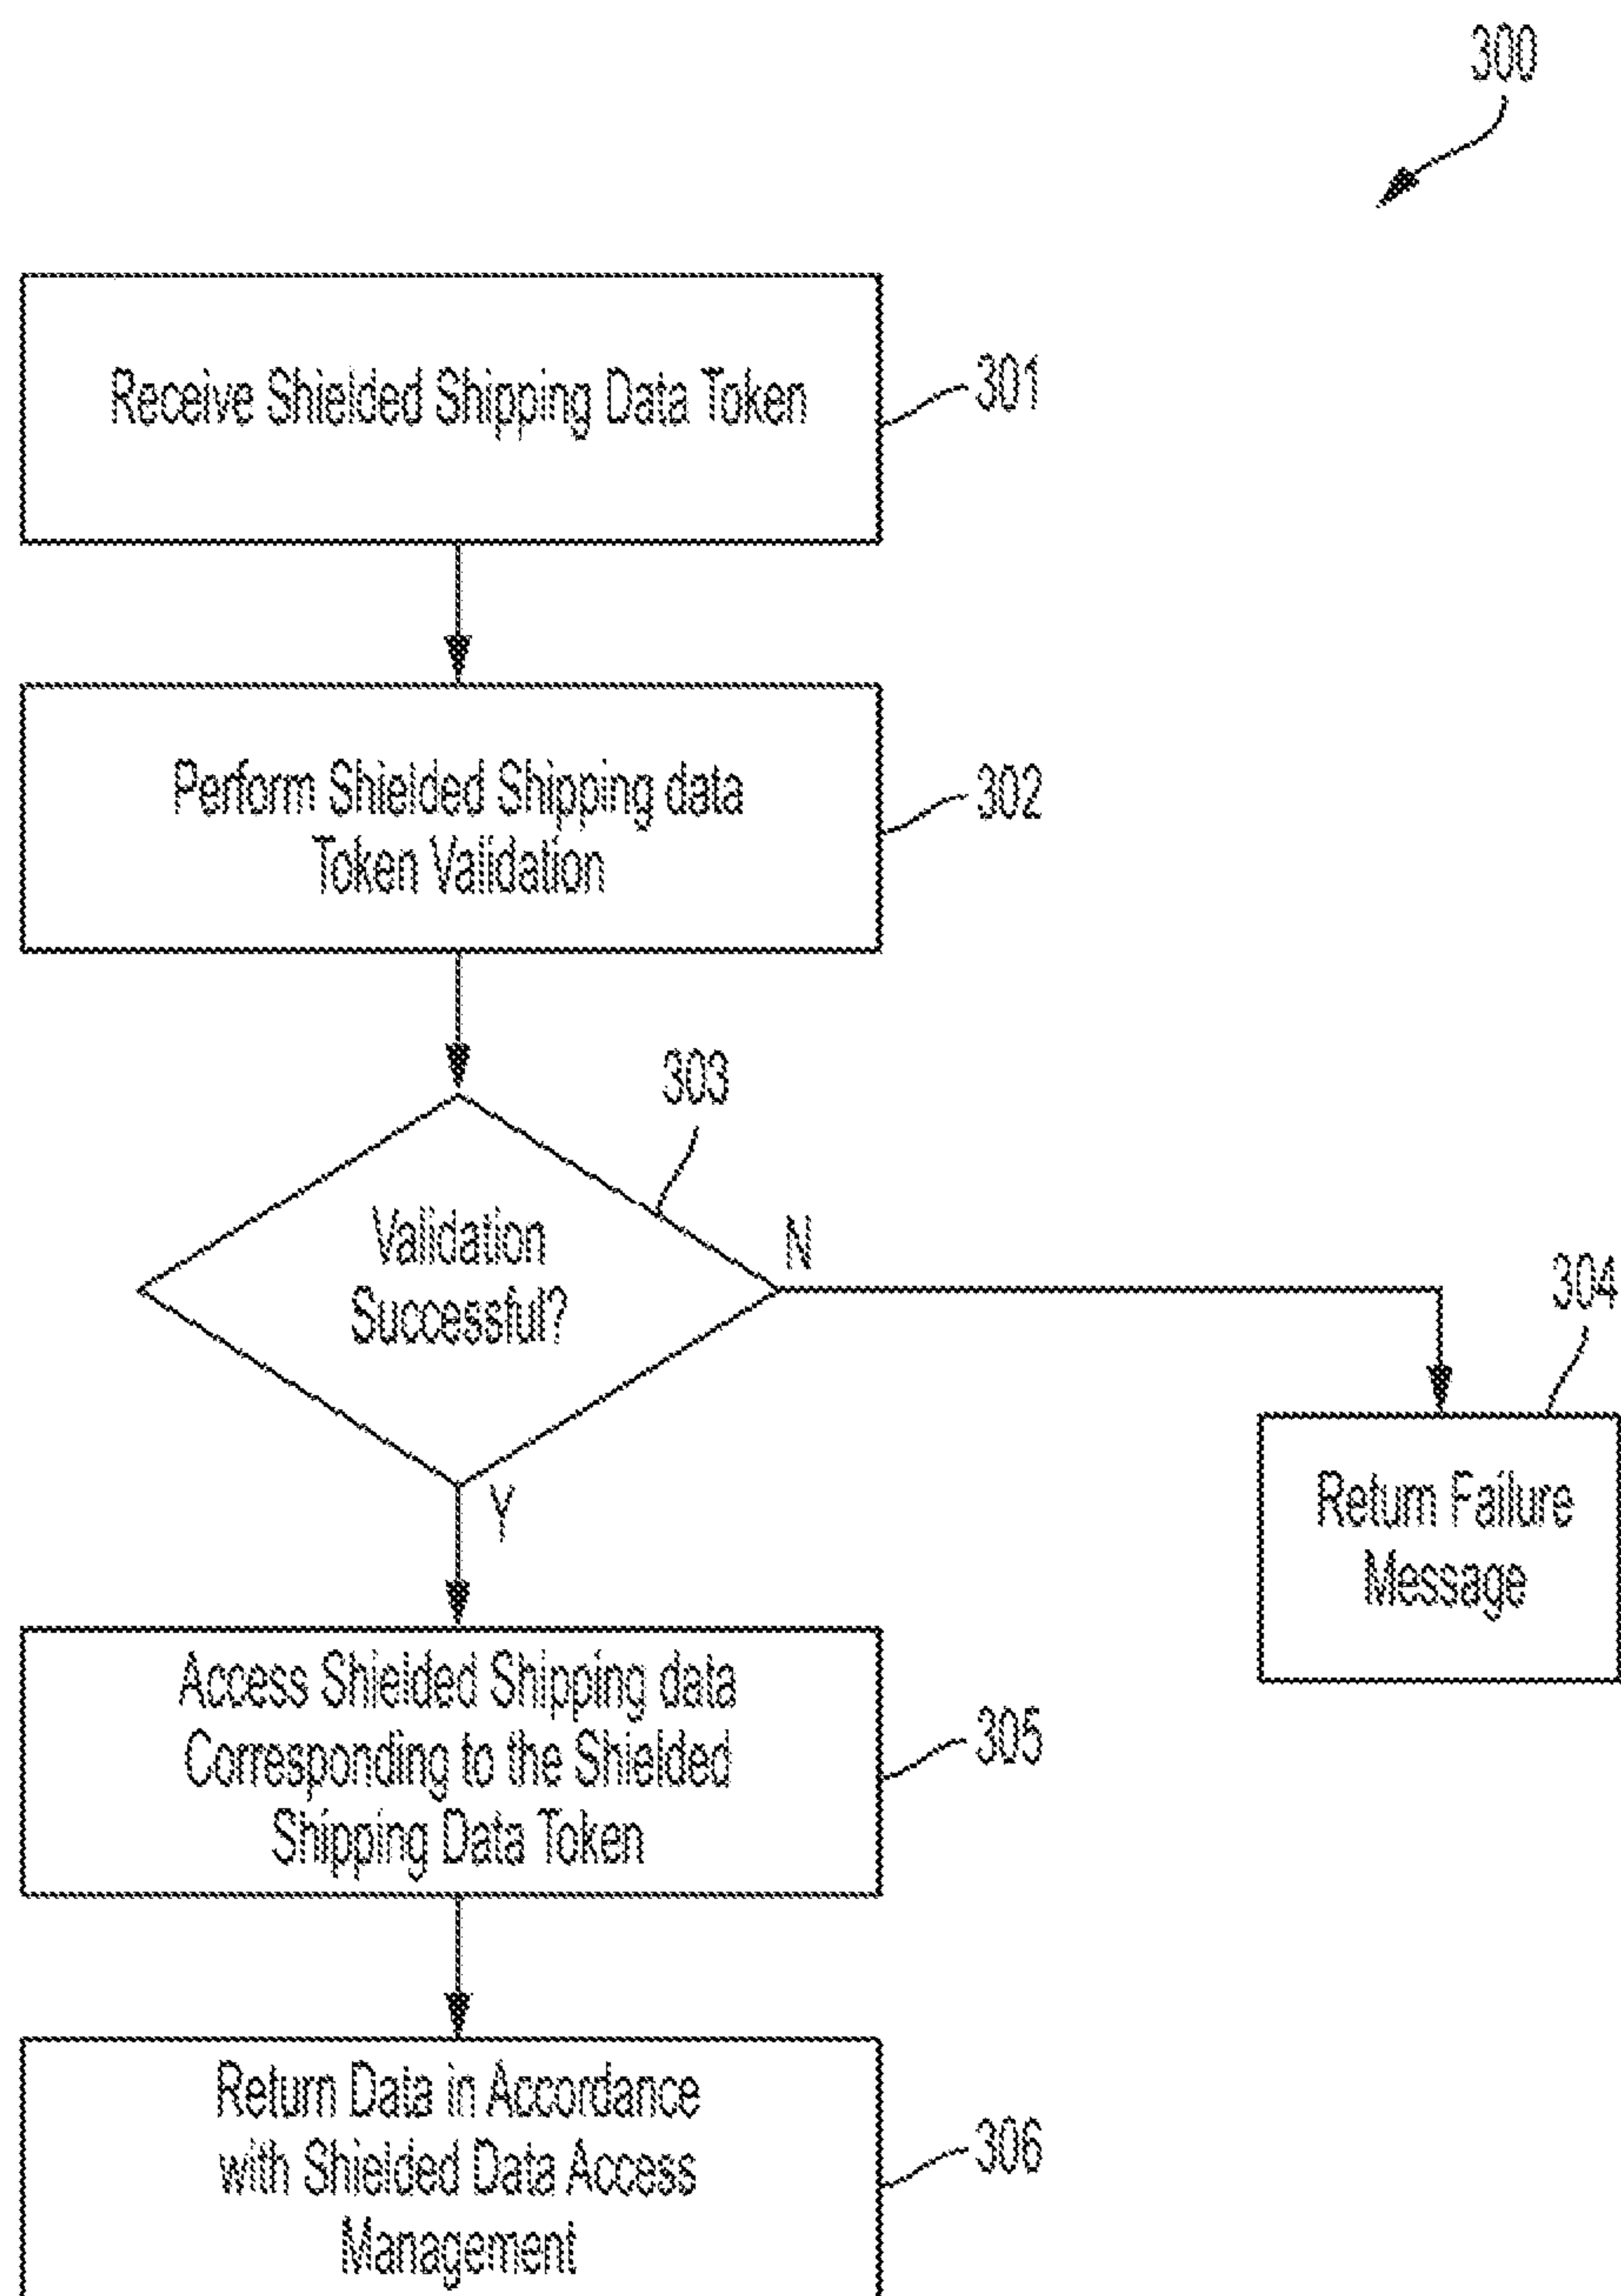 300
Receive Shielded Shipping Data Token
301
Perform Shielded Shipping data
Token Validation
302
303
Validation
Successful?
N
304
Return Failure
Message
Y
Access Shielded Shipping data
Corresponding to the Shielded
Shipping Data Token
305
Return Data in Accordance
with Shielded Data Access
Management
306